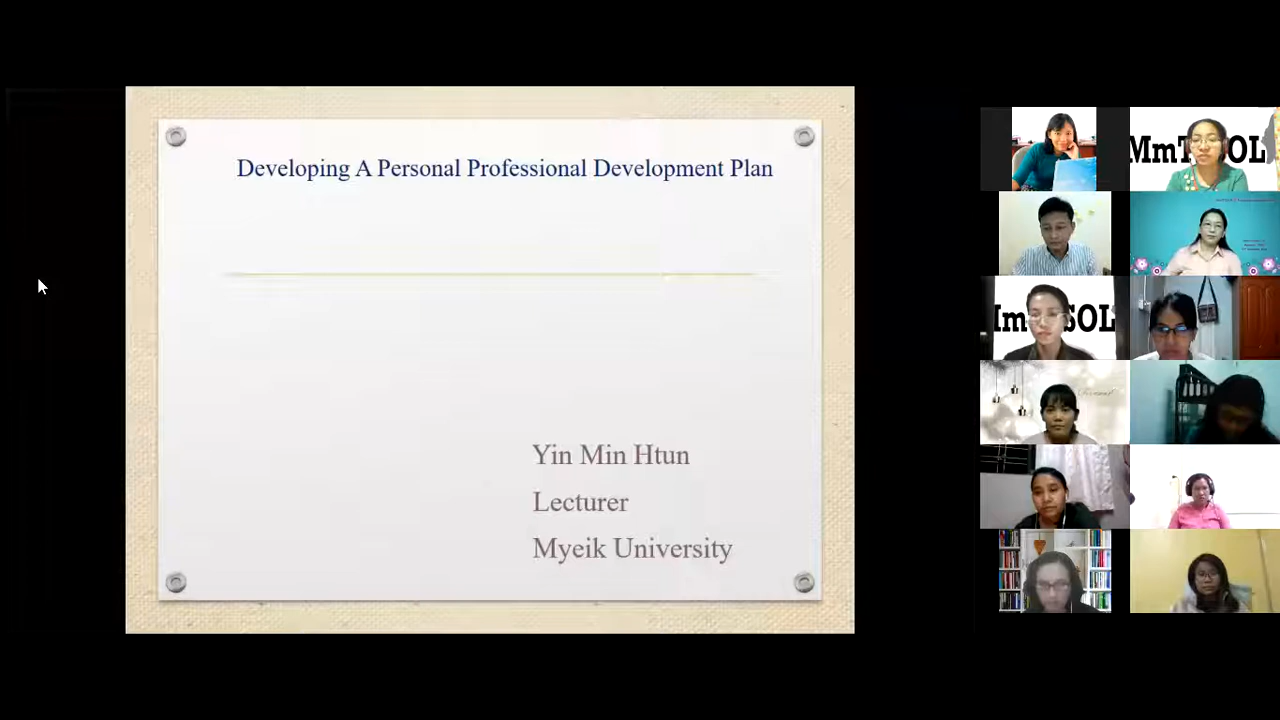 Developing A Personal Professional Development Plan
Yin Min Htun
Lecturer
Myeik University